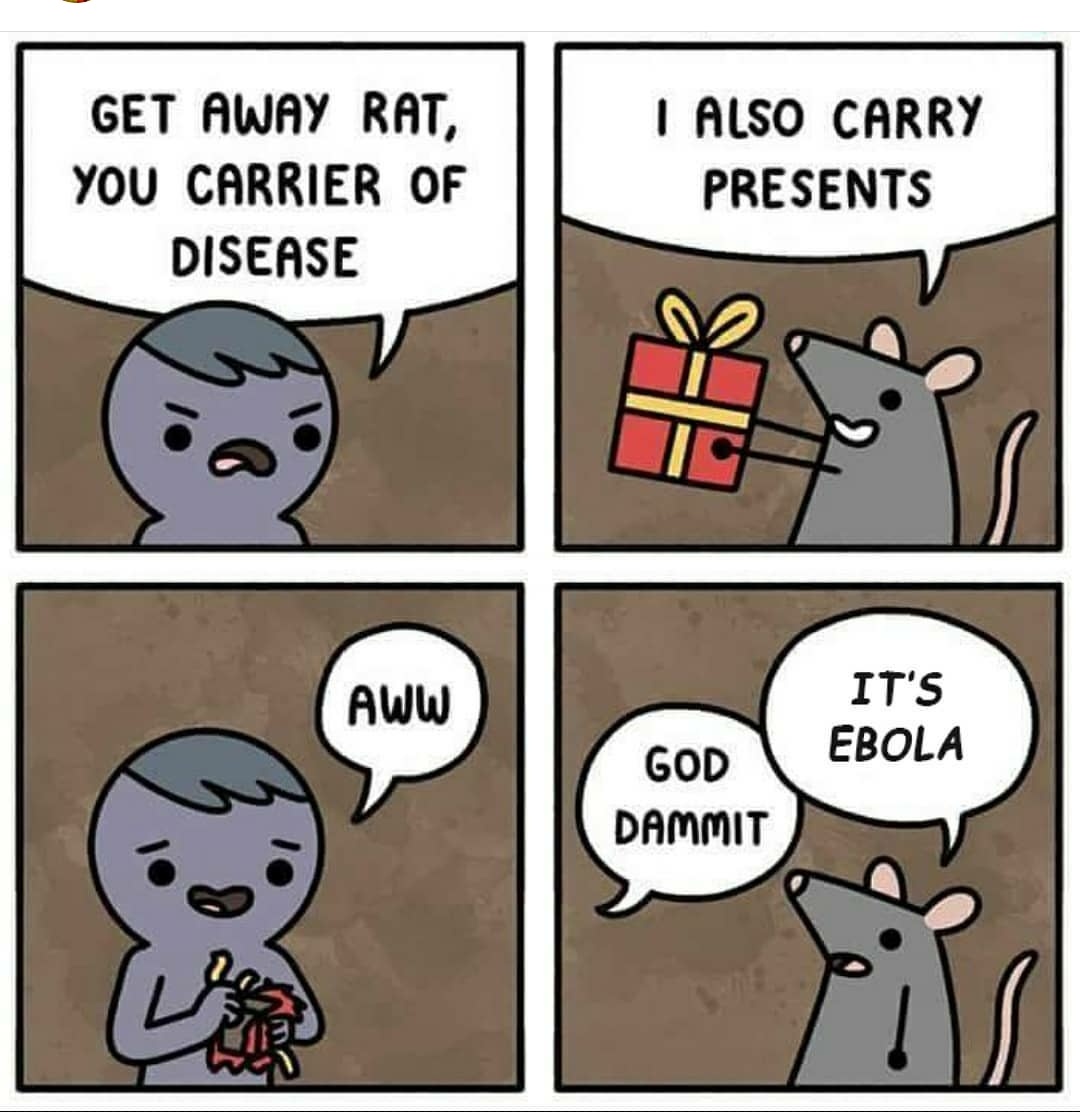 GET AWAY RAT,
YOU CARRIER OF
DISEASE
I ALSO CARRY
PRESENTS
AWW
IT'S
EBOLA
GOD
DAMMIT